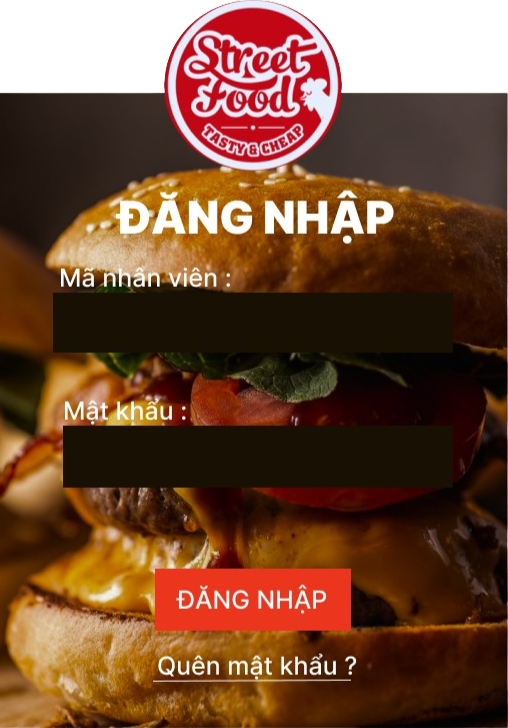 Street
Food
TASTY & CHEAP
ĐĂNG NHẬP
Mã nhân viên :
Mật khẩu :
ĐĂNG NHẬP
Quên mật khẩu ?